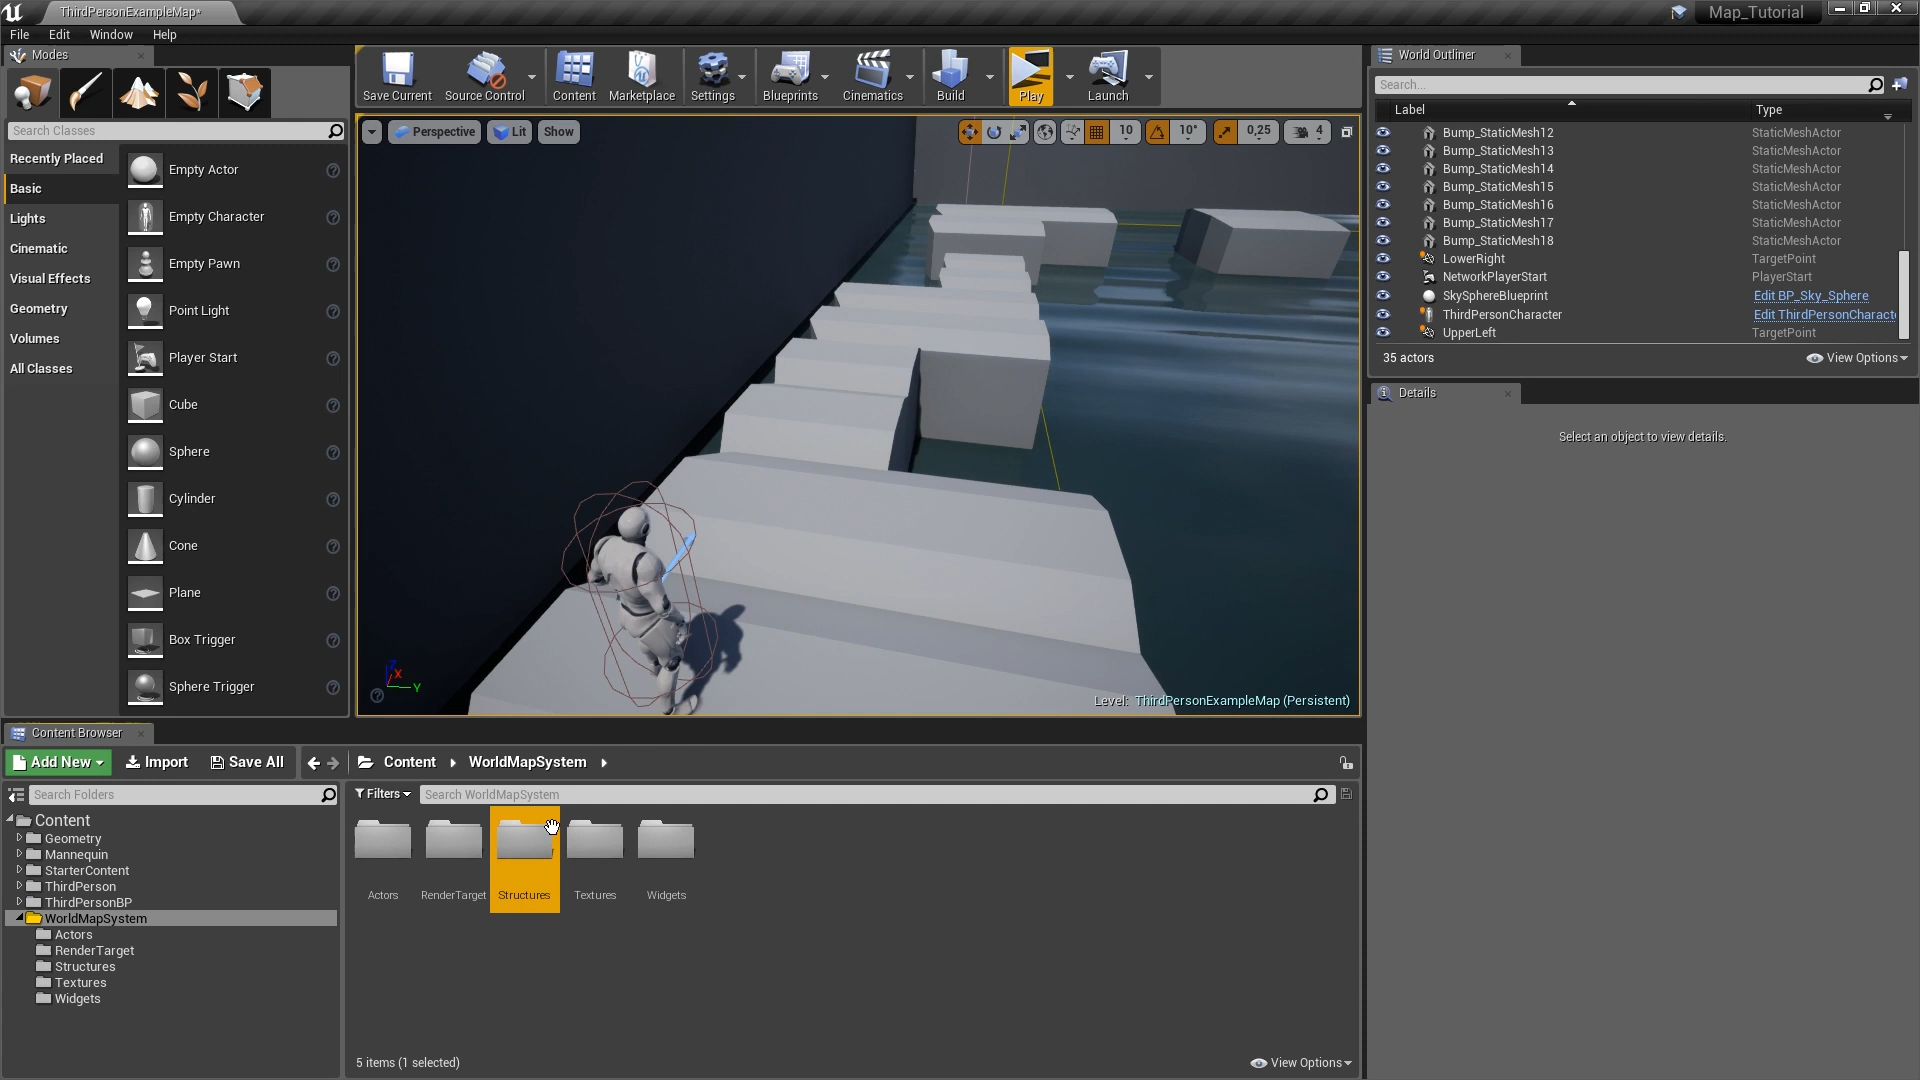 ThirdPersonExampleMap*
Map_Tutorial
File Edit Window Help
Modes
Search Classes
Recently Placed
Basic
Lights
Cinematic
Visual Effects
Geometry
Volumes
All Classes
Empty Actor
Empty Character
Empty Pawn
Point Light
Player Start
Cube
Sphere
Cylinder
Cone
Plane
Box Trigger
Sphere Trigger
Save Current
Source Control
Content
Marketplace
Settings
Blueprints
Cinematics
Build
Play
Launch
Perspective Lit Show
10 10° 0,25 4
Z X Y
Level: ThirdPersonExampleMap (Persistent)
World Outliner
Search...
Label Type
Bump_StaticMesh12 StaticMeshActor
Bump_StaticMesh13 StaticMeshActor
Bump_StaticMesh14 StaticMeshActor
Bump_StaticMesh15 StaticMeshActor
Bump_StaticMesh16 StaticMeshActor
Bump_StaticMesh17 StaticMeshActor
Bump_StaticMesh18 StaticMeshActor
LowerRight TargetPoint
NetworkPlayerStart PlayerStart
SkySphereBlueprint Edit BP_Sky_Sphere
ThirdPersonCharacter Edit ThirdPersonCharact
UpperLeft TargetPoint
35 actors View Options
Details
Select an object to view details.
Content Browser
Add New Import Save All Content WorldMapSystem
Search Folders
Content
Geometry
Mannequin
StarterContent
ThirdPerson
ThirdPersonBP
WorldMapSystem
Actors
RenderTarget
Structures
Textures
Widgets
Filters Search WorldMapSystem
Actors RenderTarget Structures Textures Widgets
5 items (1 selected) View Options